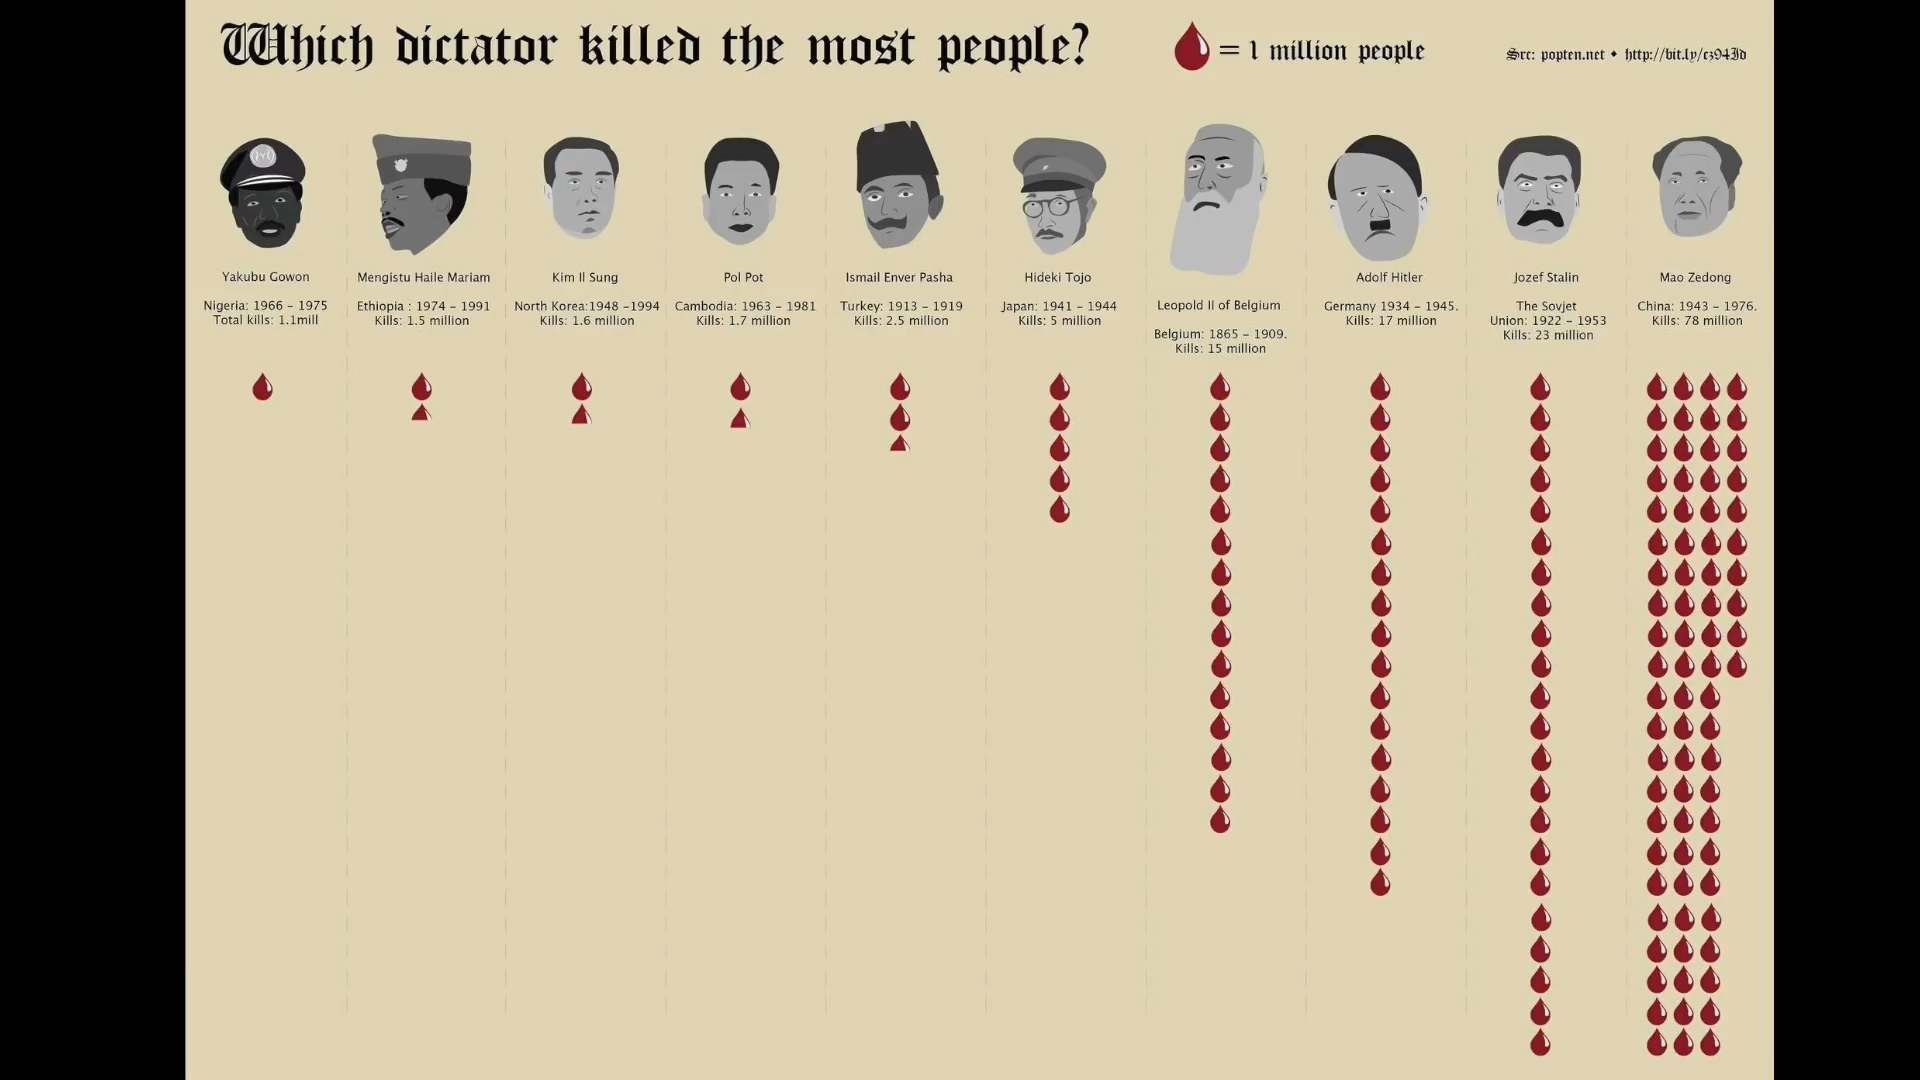 Which dictator killed the most people?
= 1 million people
Src: popten.net •
Yakubu Gowon
Nigeria: 1966 - 1975
Total kills: 1.1mill
Mengistu Haile Mariam
Ethiopia : 1974 - 1991
Kills: 1.5 million
Kim Il Sung
North Korea:1948 -1994
Kills: 1.6 million
Pol Pot
Cambodia: 1963 - 1981
Kills: 1.7 million
Ismail Enver Pasha
Turkey: 1913 - 1919
Kills: 2.5 million
Hideki Tojo
Japan: 1941 - 1944
Kills: 5 million
Leopold II of Belgium
Belgium: 1865 - 1909.
Kills: 15 million
Adolf Hitler
Germany 1934 - 1945.
Kills: 17 million
Jozef Stalin
The Sovjet
Union: 1922 - 1953
Kills: 23 million
Mao Zedong
China: 1943 - 1976.
Kills: 78 million